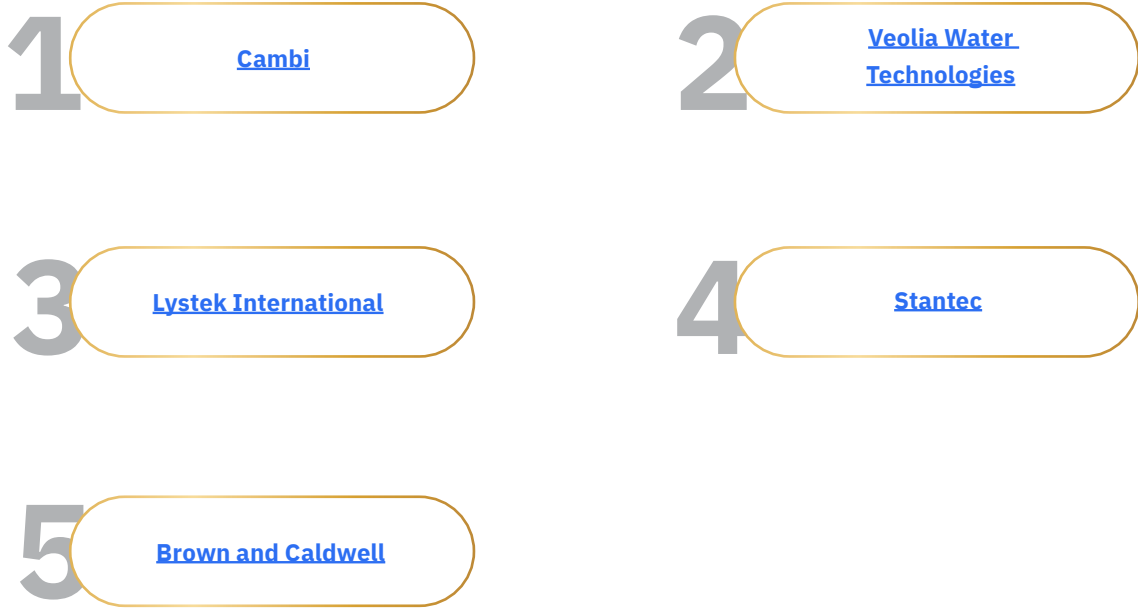 1
Cambi
2
Veolia Water
Technologies
3
Lystek International
4
Stantec
5
Brown and Caldwell